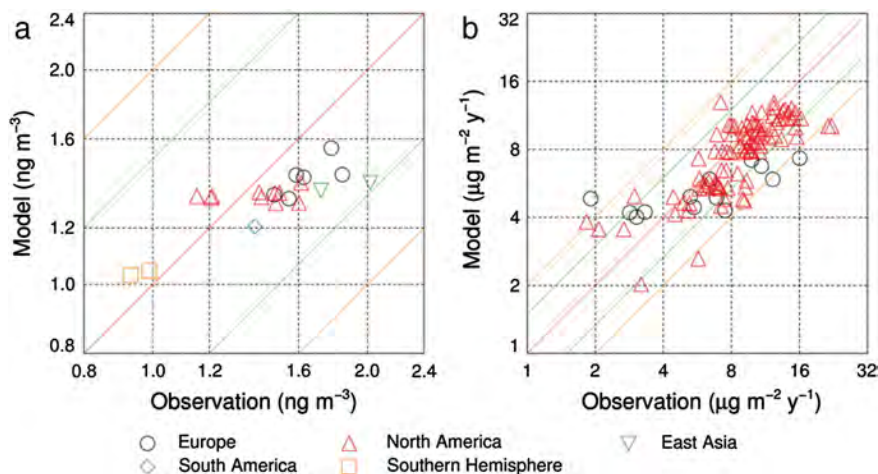 a
2.4
2.0
1.6
1.2
1.0
0.8
Model (ng m⁻³)
0.8 1.0 1.2 1.6 2.0 2.4
Observation (ng m⁻³)
b
32
16
8
4
2
1
Model (µg m⁻² y⁻¹)
1 2 4 8 16 32
Observation (µg m⁻² y⁻¹)
Europe North America East Asia
South America Southern Hemisphere